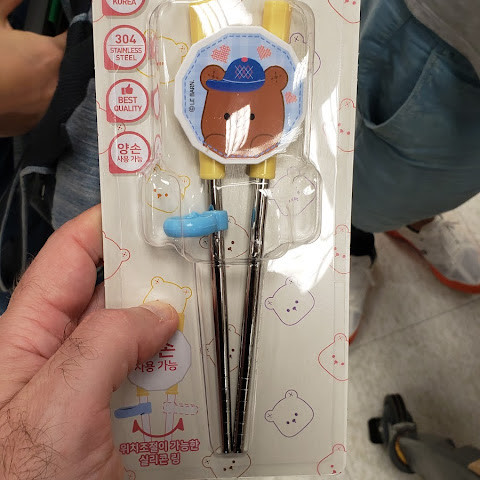 KOREA
304
STAINLESS
STEEL
BEST
QUALITY
양손
사용 가능
손
사용 가능
위치조절이 가능한
실리콘 링